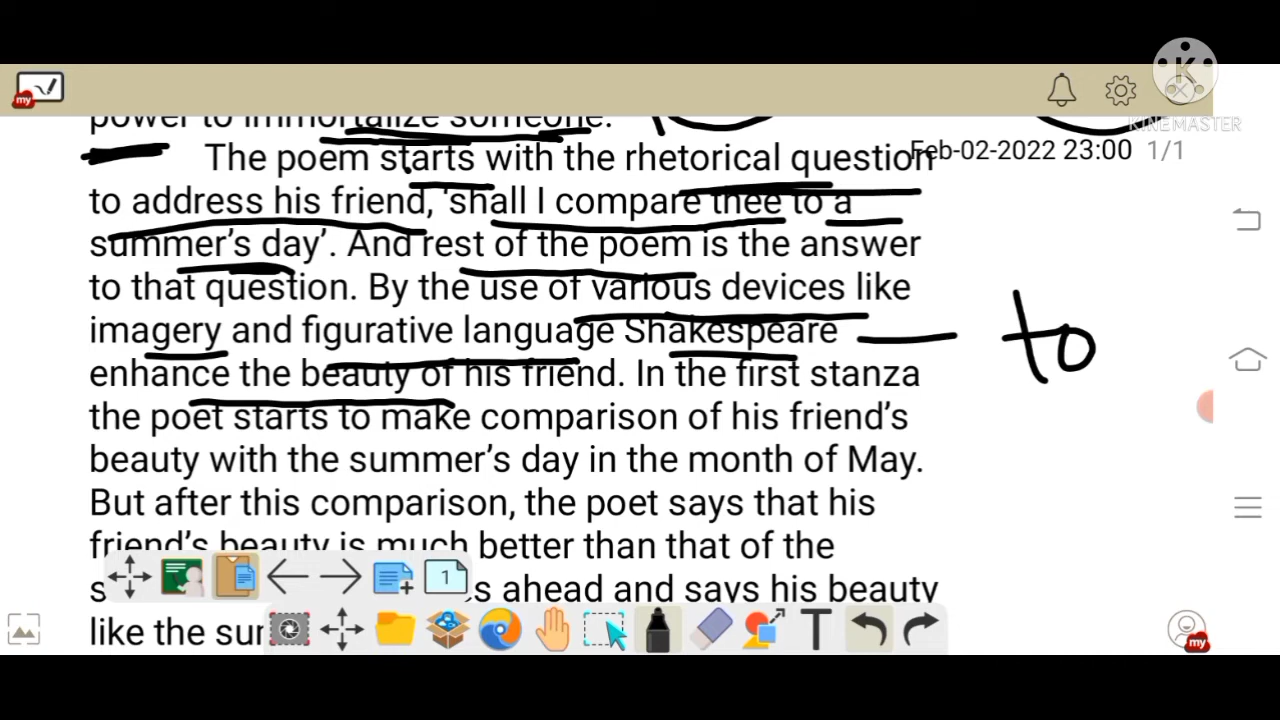 power to immortalize someone.
KINEMASTER
The poem starts with the rhetorical question
Feb-02-2022 23:00 1/1
to address his friend, ‘shall I compare thee to a
summer’s day’. And rest of the poem is the answer
to that question. By the use of various devices like
imagery and figurative language Shakespeare
to
enhance the beauty of his friend. In the first stanza
the poet starts to make comparison of his friend’s
beauty with the summer’s day in the month of May.
But after this comparison, the poet says that his
friend’s beauty is much better than that of the
s ahead and says his beauty
like the sun
1
T
my
my
K